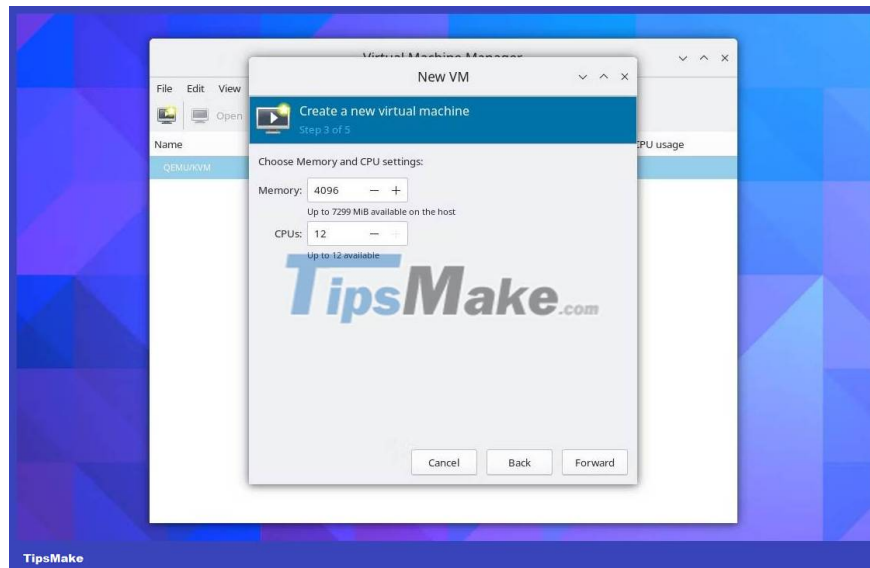 Virtual Machine Manager
New VM
File Edit View
Create a new virtual machine
Step 3 of 5
Open
Name
CPU usage
QEMU/KVM
Choose Memory and CPU settings:
Memory: 4096 − +
Up to 7299 MiB available on the host
CPUs: 12 − +
Up to 12 available
TipsMake.com
Cancel Back Forward
TipsMake